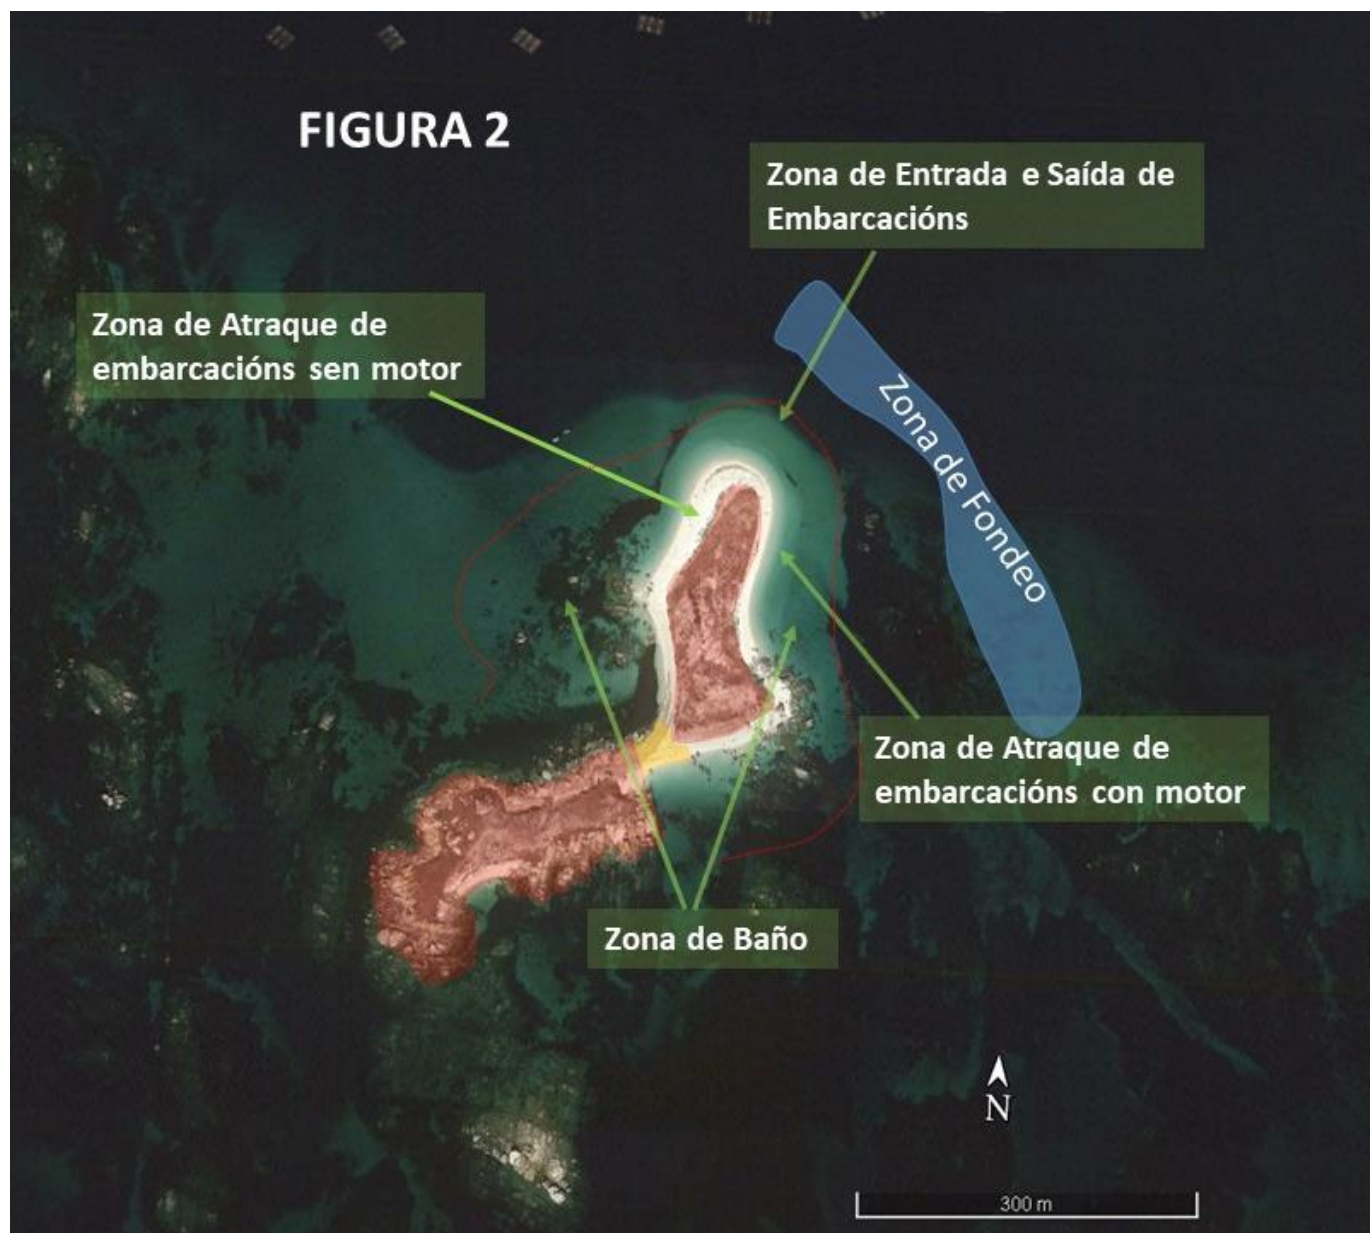 FIGURA 2
Zona de Entrada e Saída de
Embarcacións
Zona de Atraque de
embarcacións sen motor
Zona de Fondeo
Zona de Atraque de
embarcacións con motor
Zona de Baño
N
300 m